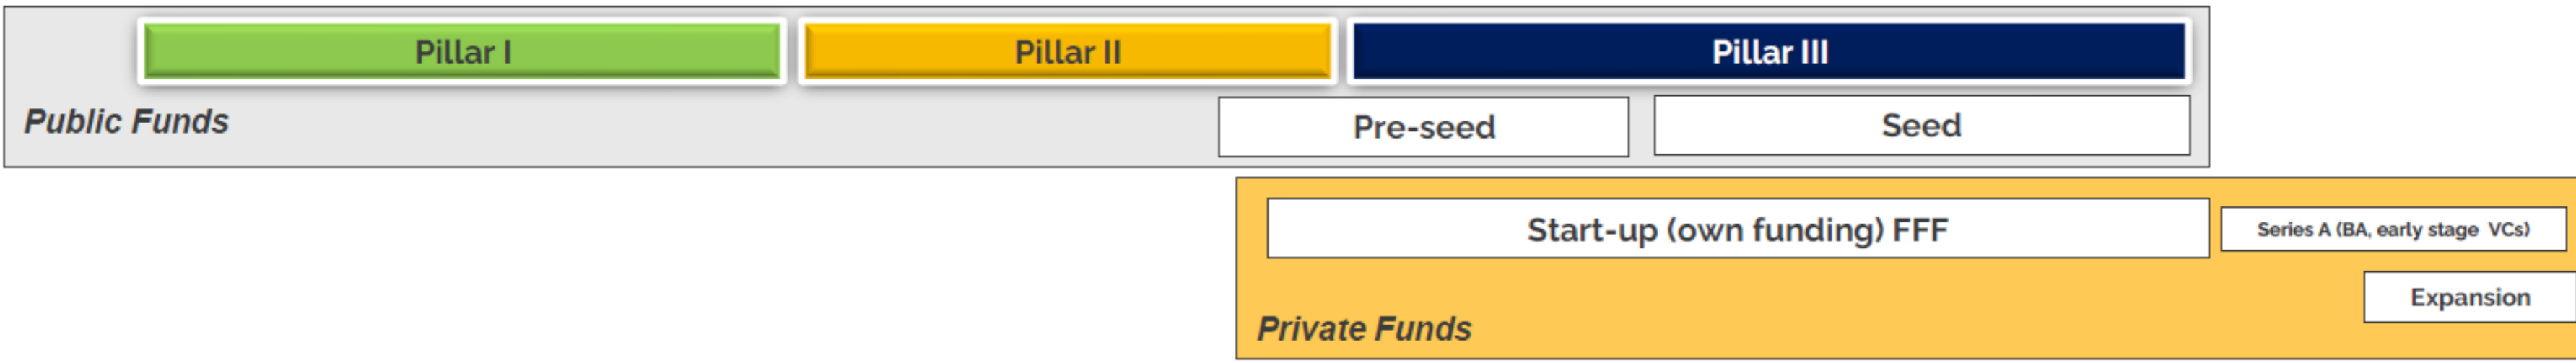 Pillar I
Pillar II
Pillar III
Public Funds
Pre-seed
Seed
Start-up (own funding) FFF
Series A (BA, early stage VCs)
Expansion
Private Funds